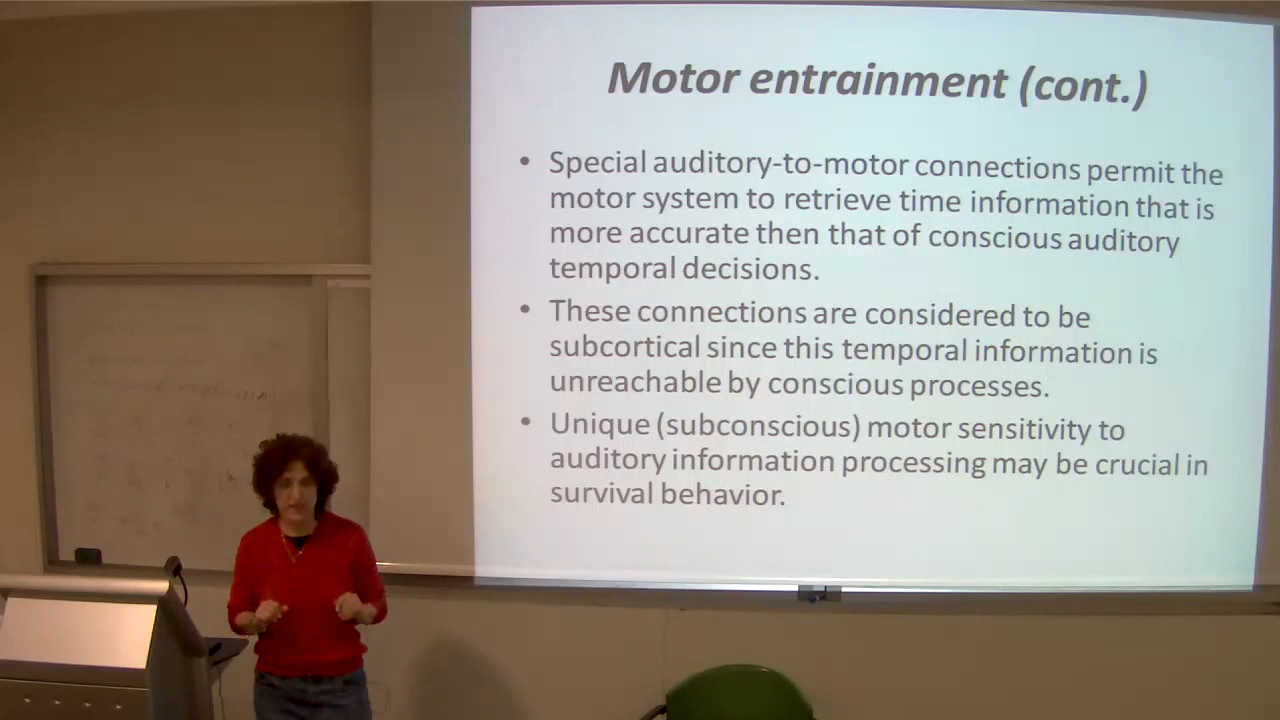 Motor entrainment (cont.)
• Special auditory-to-motor connections permit the
motor system to retrieve time information that is
more accurate then that of conscious auditory
temporal decisions.
• These connections are considered to be
subcortical since this temporal information is
unreachable by conscious processes.
• Unique (subconscious) motor sensitivity to
auditory information processing may be crucial in
survival behavior.